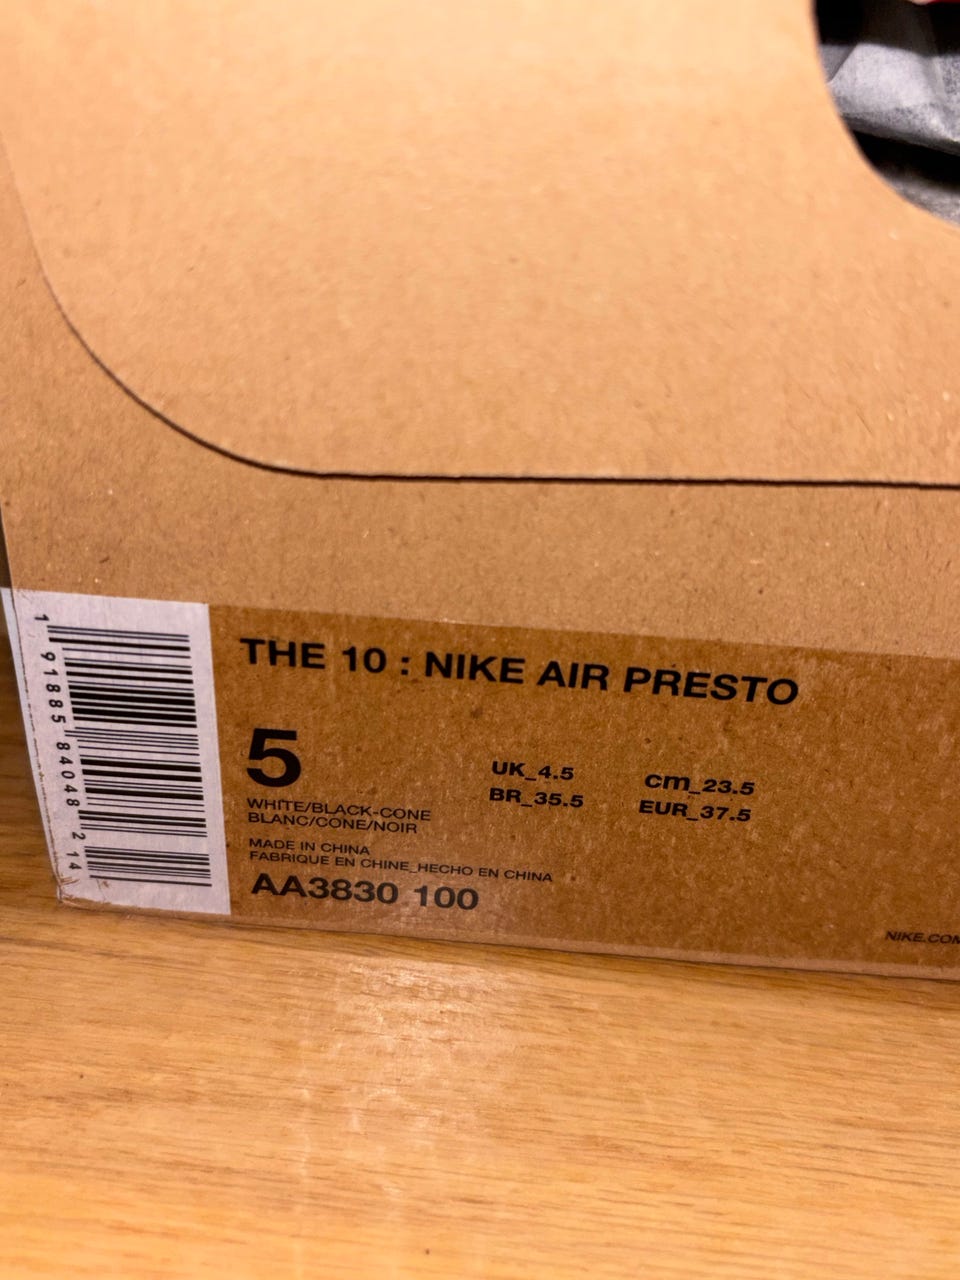 THE 10 : NIKE AIR PRESTO
5
UK_4.5 cm_23.5
BR_35.5 EUR_37.5
WHITE/BLACK-CONE
BLANC/CONE/NOIR
MADE IN CHINA
FABRIQUE EN CHINE_HECHO EN CHINA
AA3830 100
NIKE.COM
1 91885 84048 2 14